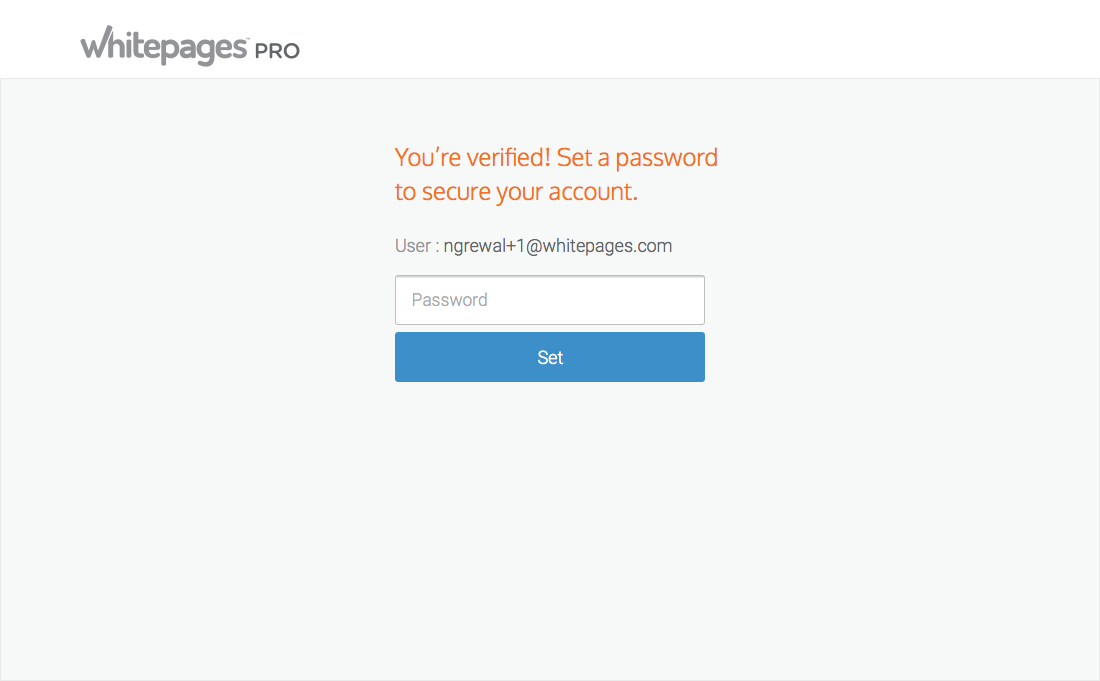 whitepages™ PRO
You're verified! Set a password
to secure your account.
User : ngrewal+1@whitepages.com
Password
Set